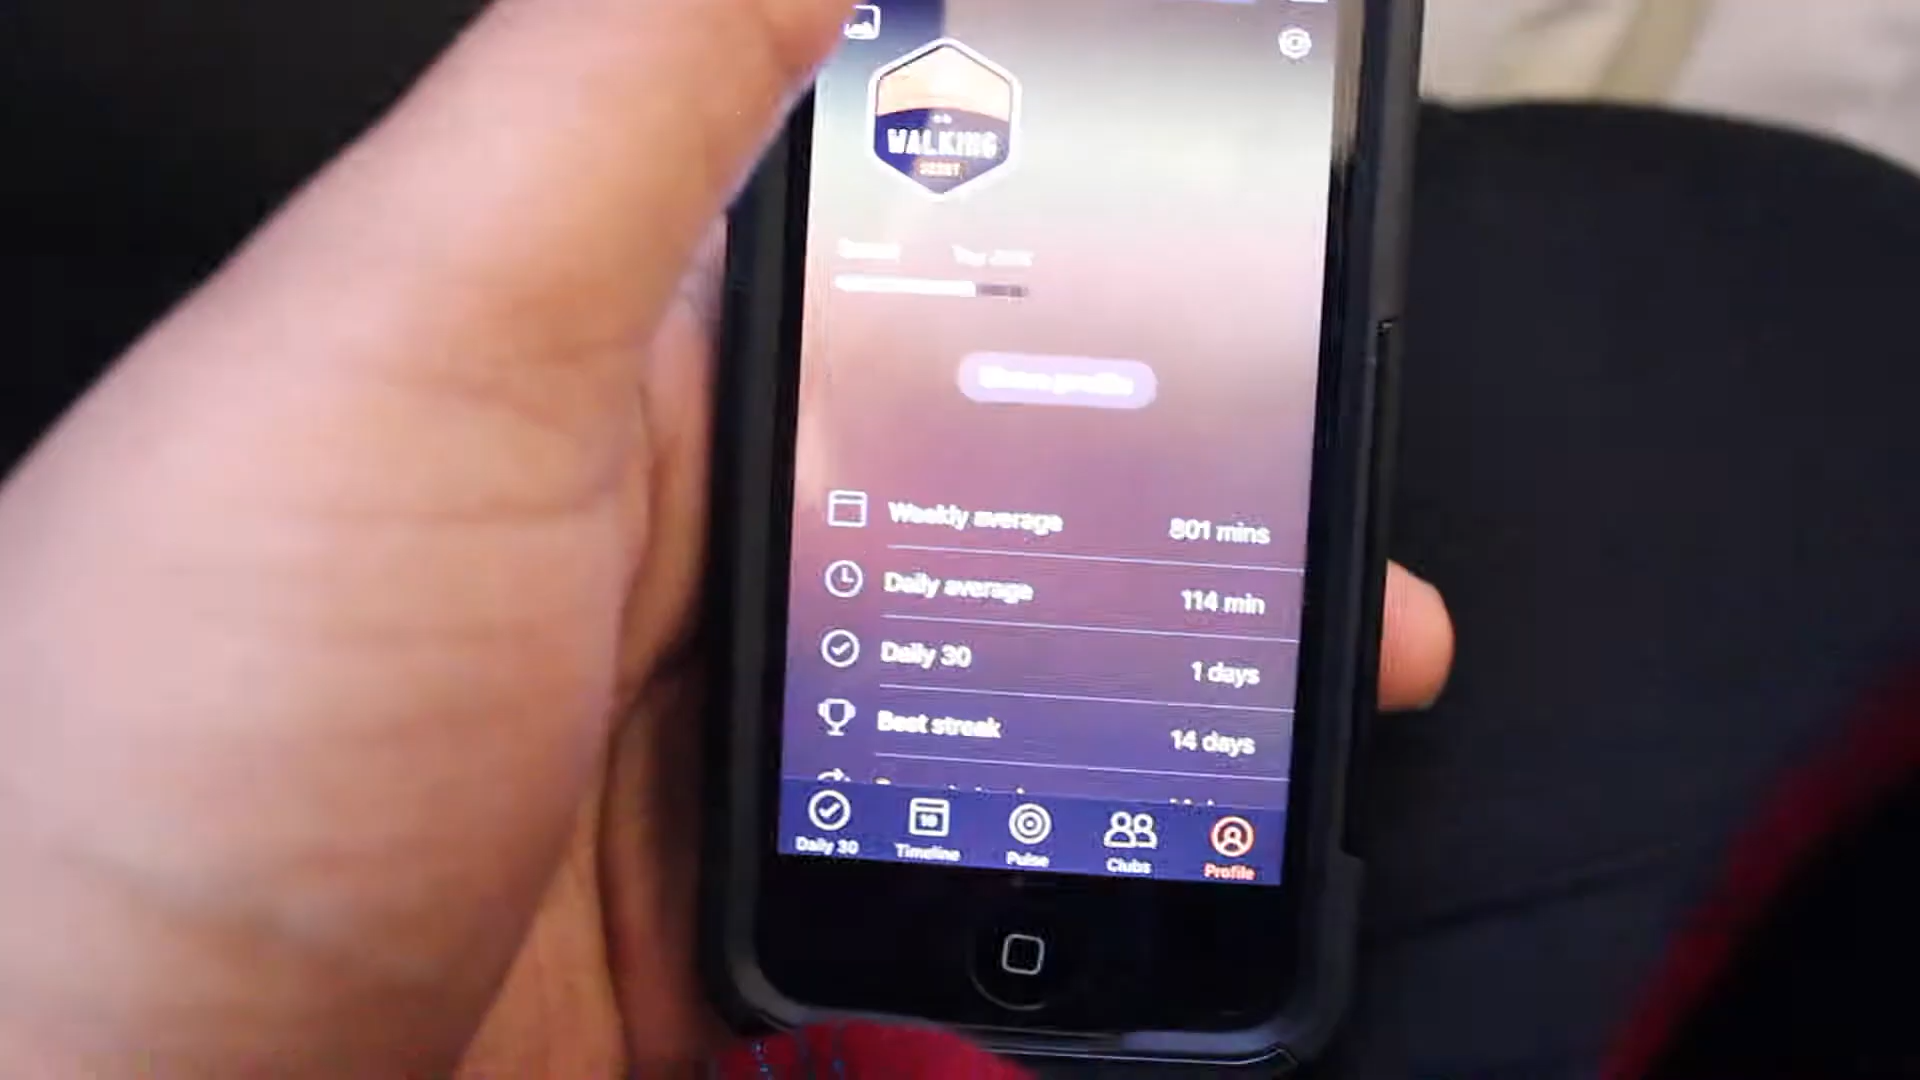 WALKING
Weekly average 801 mins
Daily average 114 min
Daily 30 1 days
Best streak 14 days
Daily 30 Timeline Pulse Clubs Profile